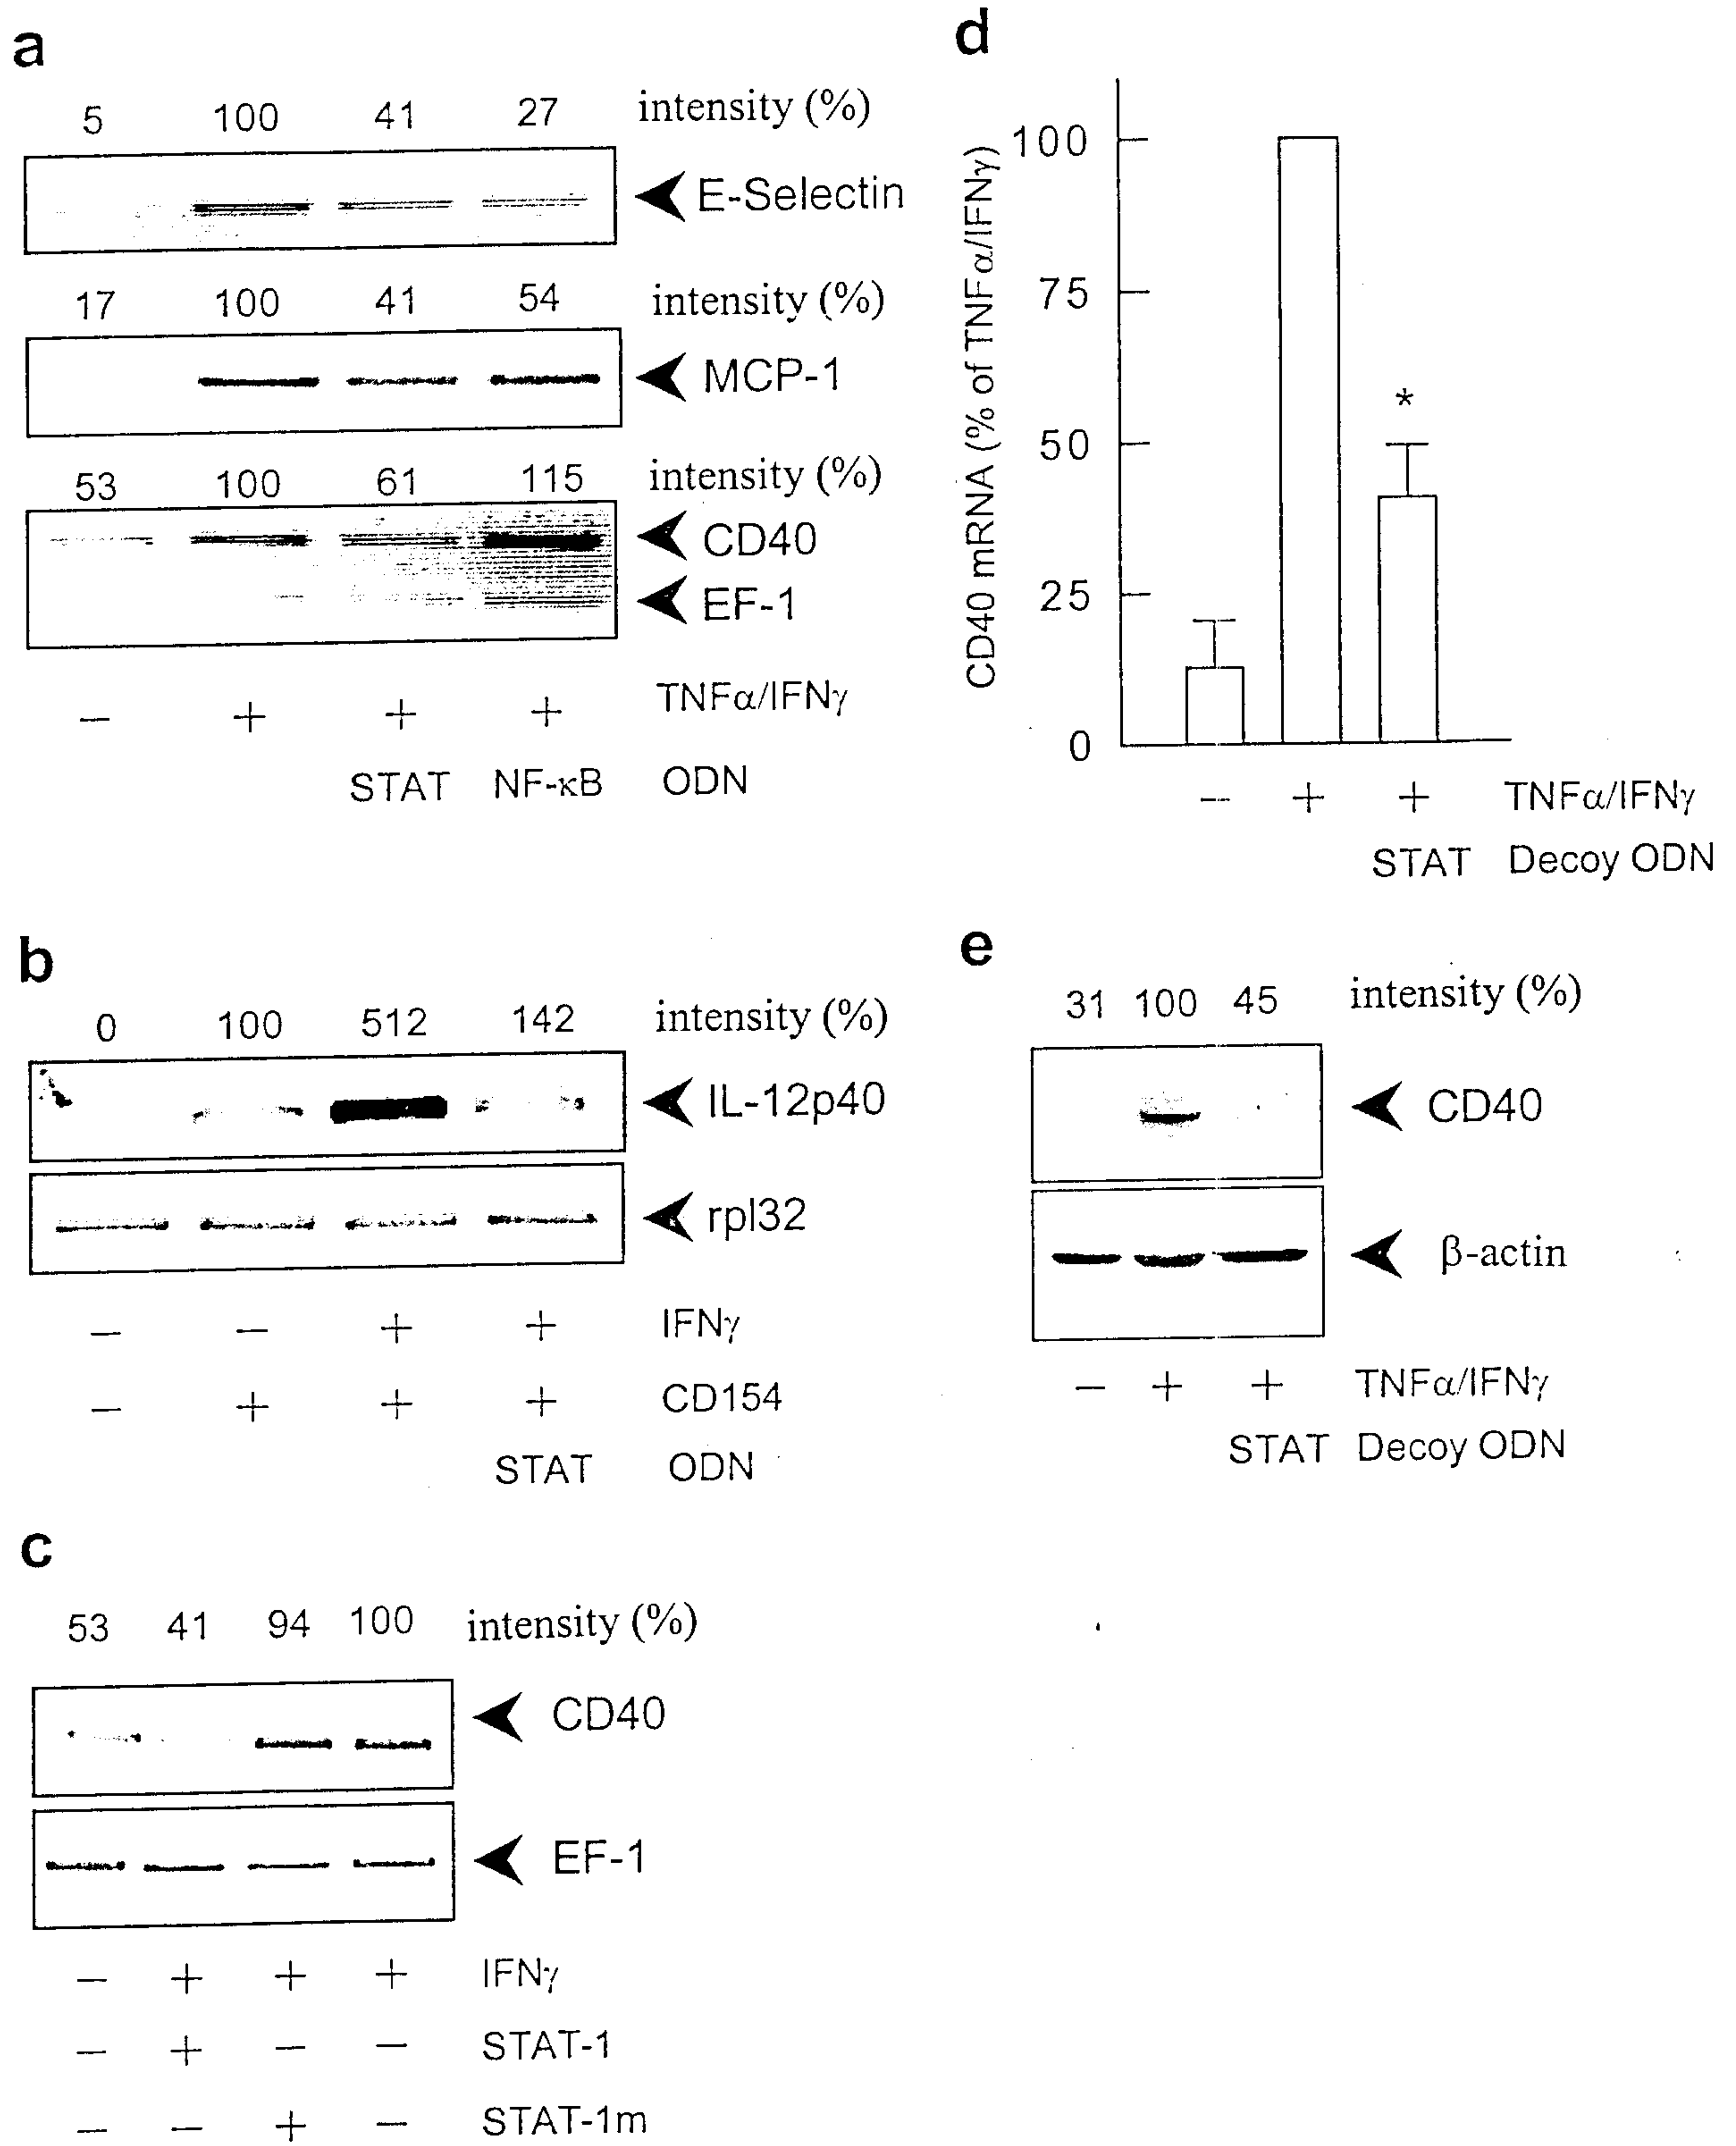 a
5 100 41 27 intensity (%)
E-Selectin
17 100 41 54 intensity (%)
MCP-1
53 100 61 115 intensity (%)
CD40
EF-1
− + + + TNFα/IFNγ
STAT NF-κB ODN
b
0 100 512 142 intensity (%)
IL-12p40
rpl32
− − + + IFNγ
− + + + CD154
STAT ODN
c
53 41 94 100 intensity (%)
CD40
EF-1
− + + + IFNγ
− + − − STAT-1
− − + − STAT-1m
d
CD40 mRNA (% of TNFα/IFNγ)
100
75
50
25
0
*
− + + TNFα/IFNγ
STAT Decoy ODN
e
31 100 45 intensity (%)
CD40
β-actin
− + + TNFα/IFNγ
STAT Decoy ODN